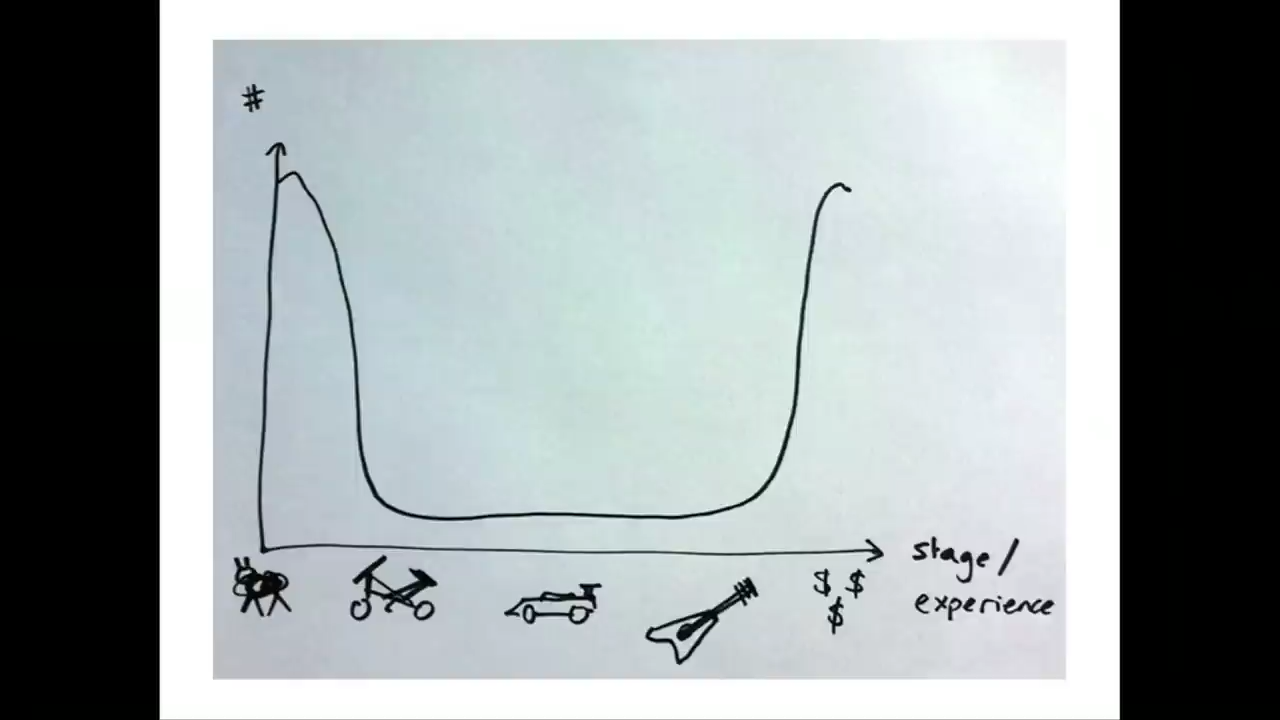 #
stage /
experience
$ $
$